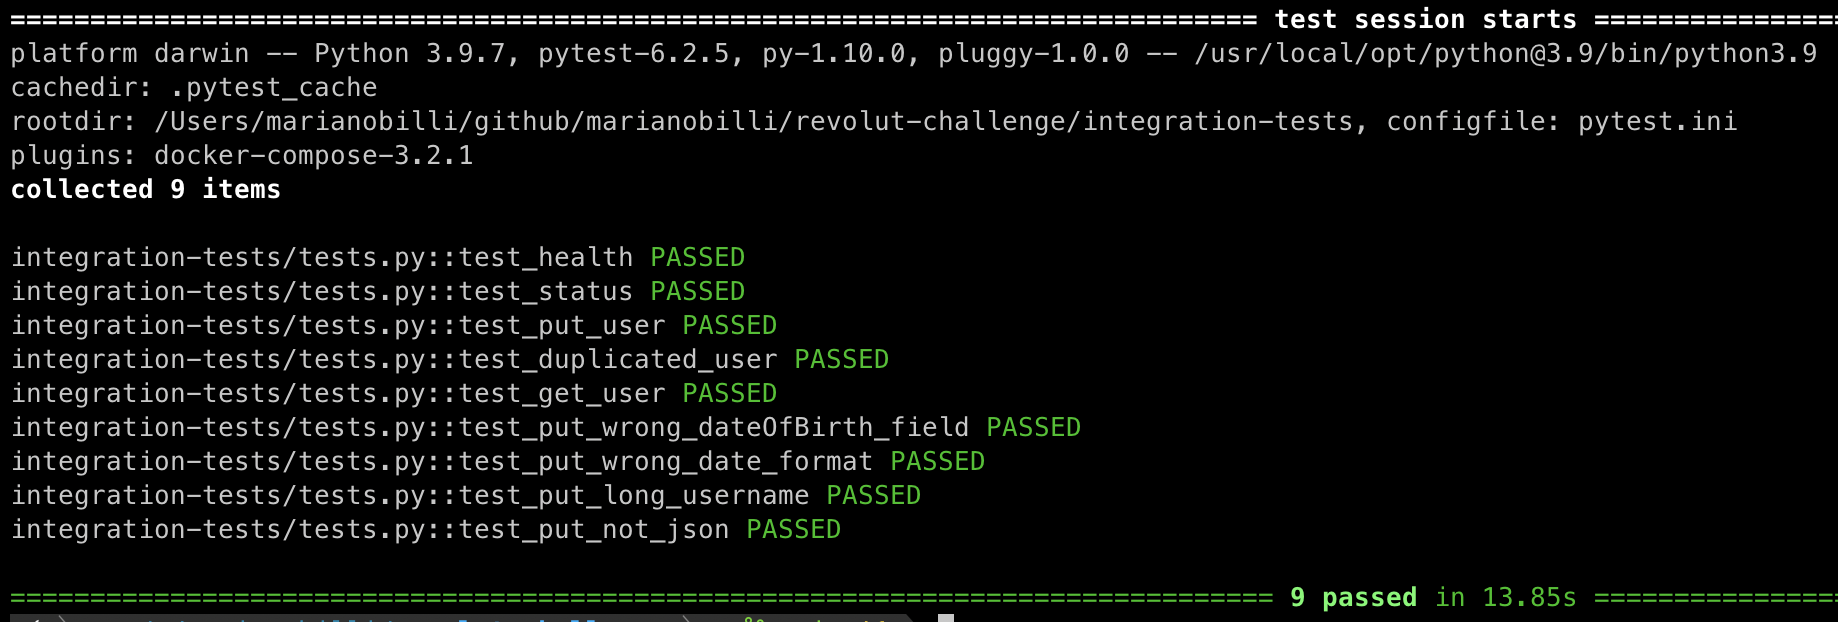 ============================================================================== test session starts ===============
platform darwin -- Python 3.9.7, pytest-6.2.5, py-1.10.0, pluggy-1.0.0 -- /usr/local/opt/python@3.9/bin/python3.9
cachedir: .pytest_cache
rootdir: /Users/marianobilli/github/marianobilli/revolut-challenge/integration-tests, configfile: pytest.ini
plugins: docker-compose-3.2.1
collected 9 items
integration-tests/tests.py::test_health PASSED
integration-tests/tests.py::test_status PASSED
integration-tests/tests.py::test_put_user PASSED
integration-tests/tests.py::test_duplicated_user PASSED
integration-tests/tests.py::test_get_user PASSED
integration-tests/tests.py::test_put_wrong_dateOfBirth_field PASSED
integration-tests/tests.py::test_put_wrong_date_format PASSED
integration-tests/tests.py::test_put_long_username PASSED
integration-tests/tests.py::test_put_not_json PASSED
=============================================================================== 9 passed in 13.85s ===============